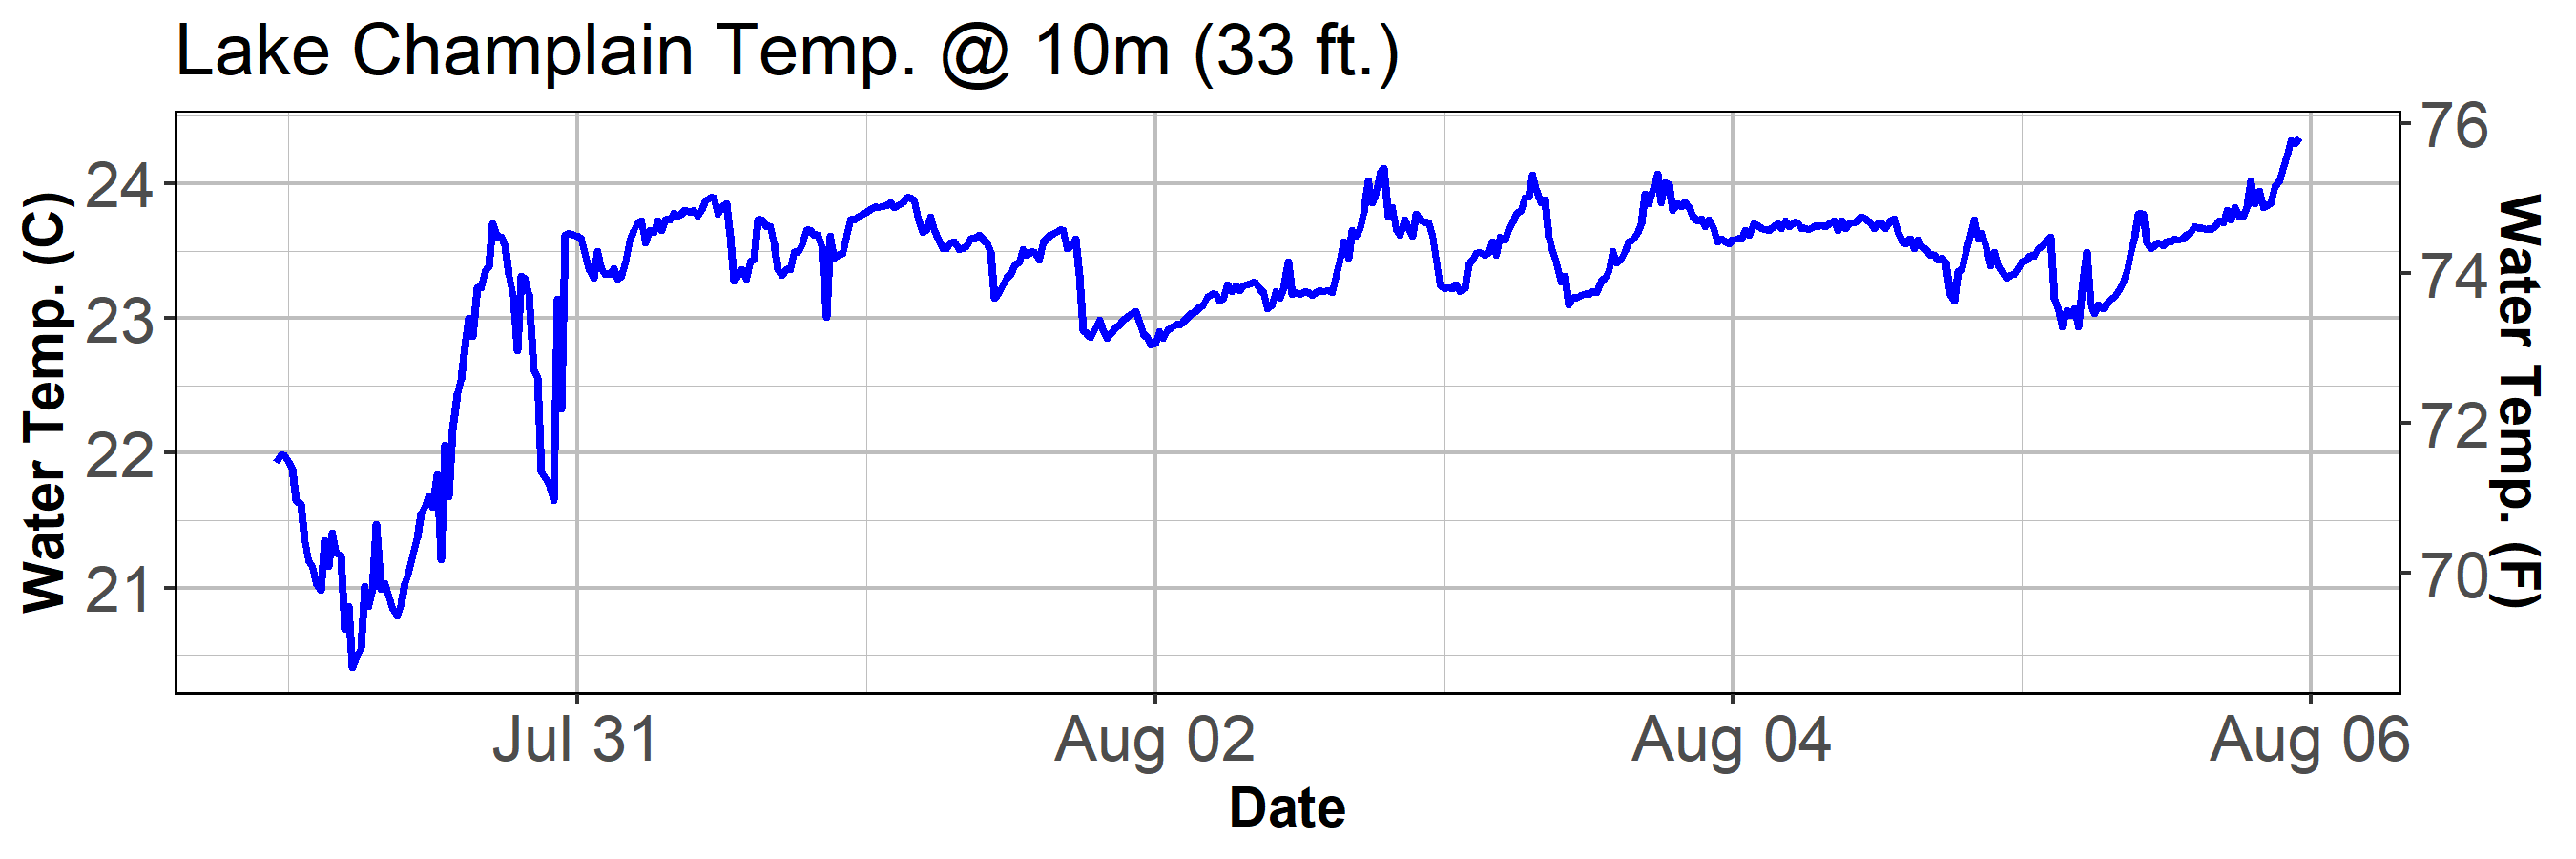 Lake Champlain Temp. @ 10m (33 ft.)
Water Temp. (C)
24
23
22
21
76
74
72
70
Water Temp. (F)
Jul 31
Aug 02
Aug 04
Aug 06
Date